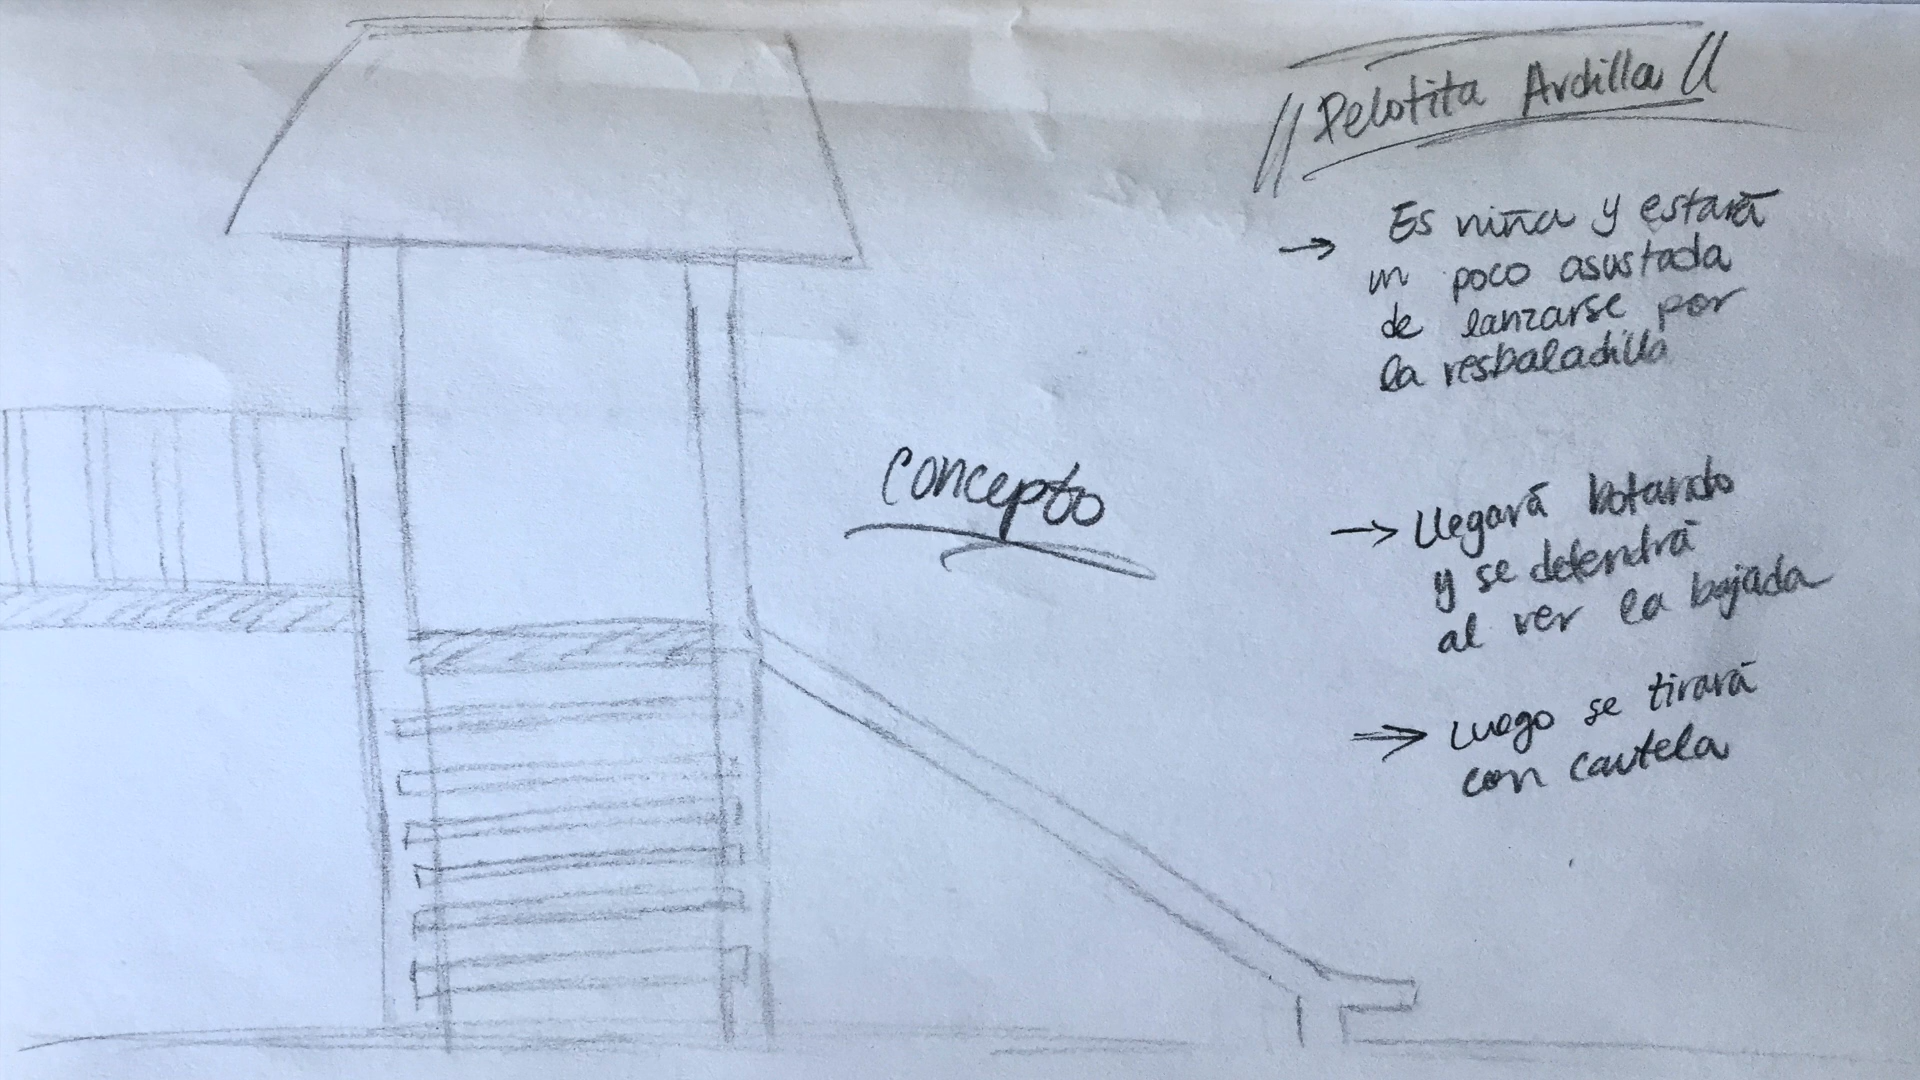 Pelotita Ardilla
→ Es niña y estará
un poco asustada
de lanzarse por
la resbaladilla
Concepto
→ Llegará botando
y se detendrá
al ver la bajada
→ Luego se tirará
con cautela